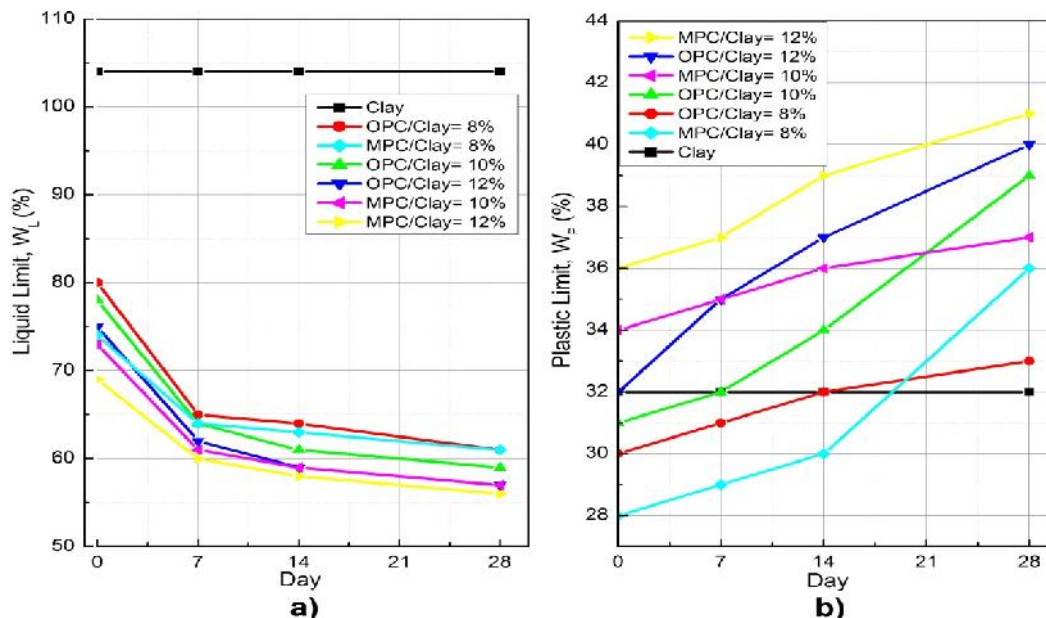 110
100
90
80
70
60
50
Liquid Limit, W_L (%)
Clay
OPC/Clay= 8%
MPC/Clay= 8%
OPC/Clay= 10%
OPC/Clay= 12%
MPC/Clay= 10%
MPC/Clay= 12%
0 7 14 21 28
Day
a)
44
42
40
38
36
34
32
30
28
Plastic Limit, W_P (%)
MPC/Clay= 12%
OPC/Clay= 12%
MPC/Clay= 10%
OPC/Clay= 10%
OPC/Clay= 8%
MPC/Clay= 8%
Clay
0 7 14 21 28
Day
b)